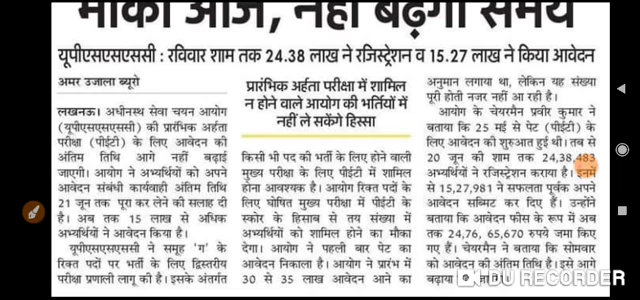 मौका आज, नहीं बढ़ेगा समय
यूपीएसएसएससी : रविवार शाम तक 24.38 लाख ने रजिस्ट्रेशन व 15.27 लाख ने किया आवेदन
अमर उजाला ब्यूरो
लखनऊ। अधीनस्थ सेवा चयन आयोग
(यूपीएसएसएससी) की प्रारंभिक अर्हता
परीक्षा (पीईटी) के लिए आवेदन की
अंतिम तिथि आगे नहीं बढ़ाई
जाएगी। आयोग ने अभ्यर्थियों को अपने
आवेदन संबंधी कार्यवाही अंतिम तिथि
21 जून तक पूरा कर लेने की सलाह दी
है। अब तक 15 लाख से अधिक
अभ्यर्थियों ने आवेदन किया है।
यूपीएसएसएससी ने समूह 'ग' के
रिक्त पदों पर भर्ती के लिए द्विस्तरीय
परीक्षा प्रणाली लागू की है। इसके अंतर्गत
प्रारंभिक अर्हता परीक्षा में शामिल
न होने वाले आयोग की भर्तियों में
नहीं ले सकेंगे हिस्सा
किसी भी पद की भर्ती के लिए होने वाली
मुख्य परीक्षा के लिए पीईटी में शामिल
होना आवश्यक है। आयोग रिक्त पदों के
लिए घोषित मुख्य परीक्षा में पीईटी के
स्कोर के हिसाब से तय संख्या में
अभ्यर्थियों को शामिल होने का मौका
देगा। आयोग ने पहली बार पेट का
आवेदन निकाला है। आयोग ने प्रारंभ में
30 से 35 लाख आवेदन आने का
अनुमान लगाया था, लेकिन यह संख्या
पूरी होती नजर नहीं आ रही है।
आयोग के चेयरमैन प्रवीर कुमार ने
बताया कि 25 मई से पेट (पीईटी) के
लिए आवेदन की शुरुआत हुई थी। तब से
20 जून की शाम तक 24,38,483
अभ्यर्थियों ने रजिस्ट्रेशन कराया है। इनमें
से 15,27,981 ने सफलता पूर्वक अपने
आवेदन सब्मिट कर दिए हैं। उन्होंने
बताया कि आवेदन फीस के रूप में अब
तक 24,76, 65,670 रुपये जमा किए
गए हैं। चेयरमैन ने बताया कि सोमवार
को आवेदन की अंतिम तिथि है। इसे आगे
बढ़ाया
DU RECORDER